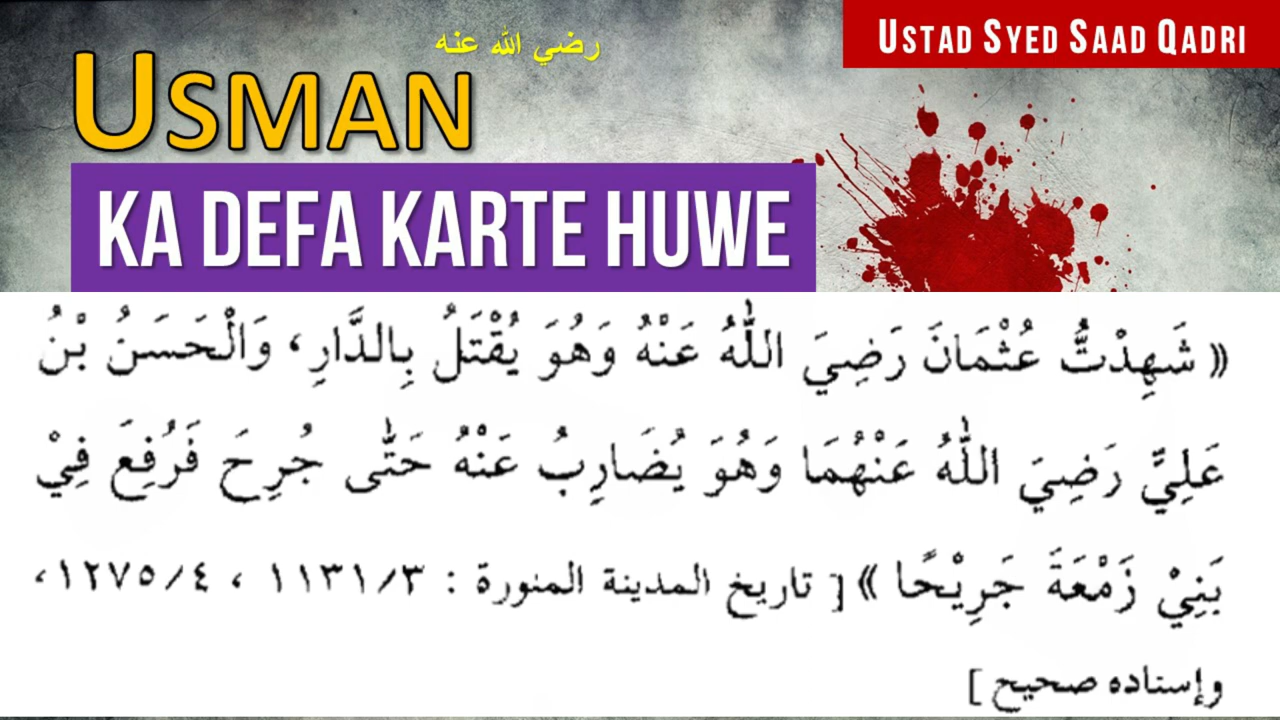 USTAD SYED SAAD QADRI
رضي الله عنه
USMAN
KA DEFA KARTE HUWE
« شَهِدْتُّ عُثْمَانَ رَضِيَ اللّٰهُ عَنْهُ وَهُوَ يُقْتَلُ بِالدَّارِ ، وَالْحَسَنُ بْنُ
عَلِيٍّ رَضِيَ اللّٰهُ عَنْهُمَا وَهُوَ يُضَارِبُ عَنْهُ حَتّٰى جُرِحَ فَرُفِعَ فِيْ
بَنِيْ زَمْعَةَ جَرِيْحًا » [ تاريخ المدينة المنورة : ١١٣١/٣ ، ١٢٧٥/٤ ،
وإسناده صحيح ]